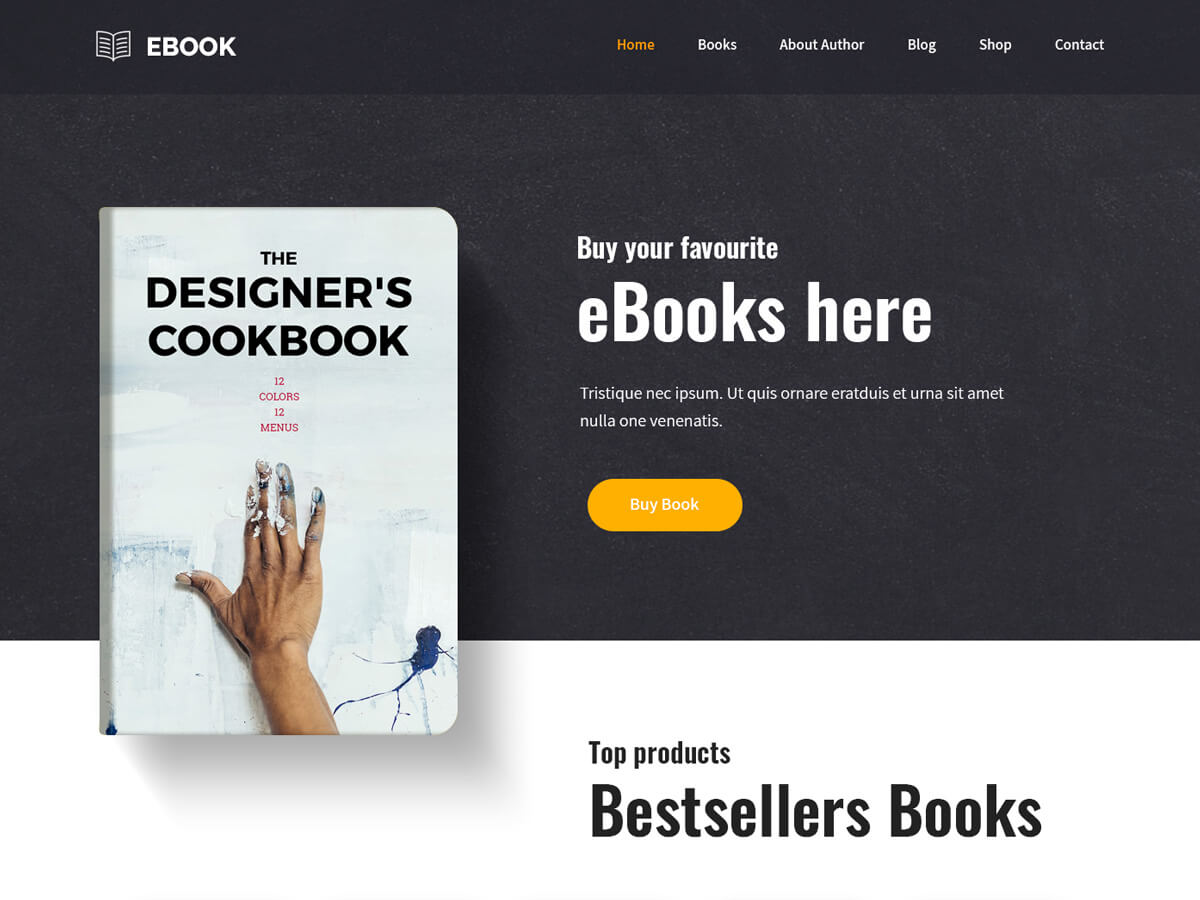 EBOOK
Home Books About Author Blog Shop Contact
THE
DESIGNER'S
COOKBOOK
12
COLORS
12
MENUS
Buy your favourite
eBooks here
Tristique nec ipsum. Ut quis ornare eratduis et urna sit amet
nulla one venenatis.
Buy Book
Top products
Bestsellers Books